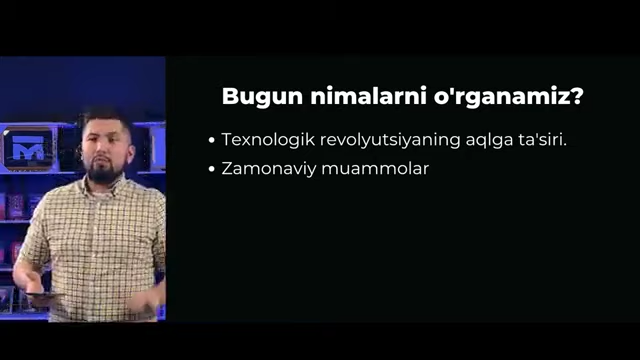 Bugun nimalarni o'rganamiz?
• Texnologik revolyutsiyaning aqlga ta'siri.
• Zamonaviy muammolar